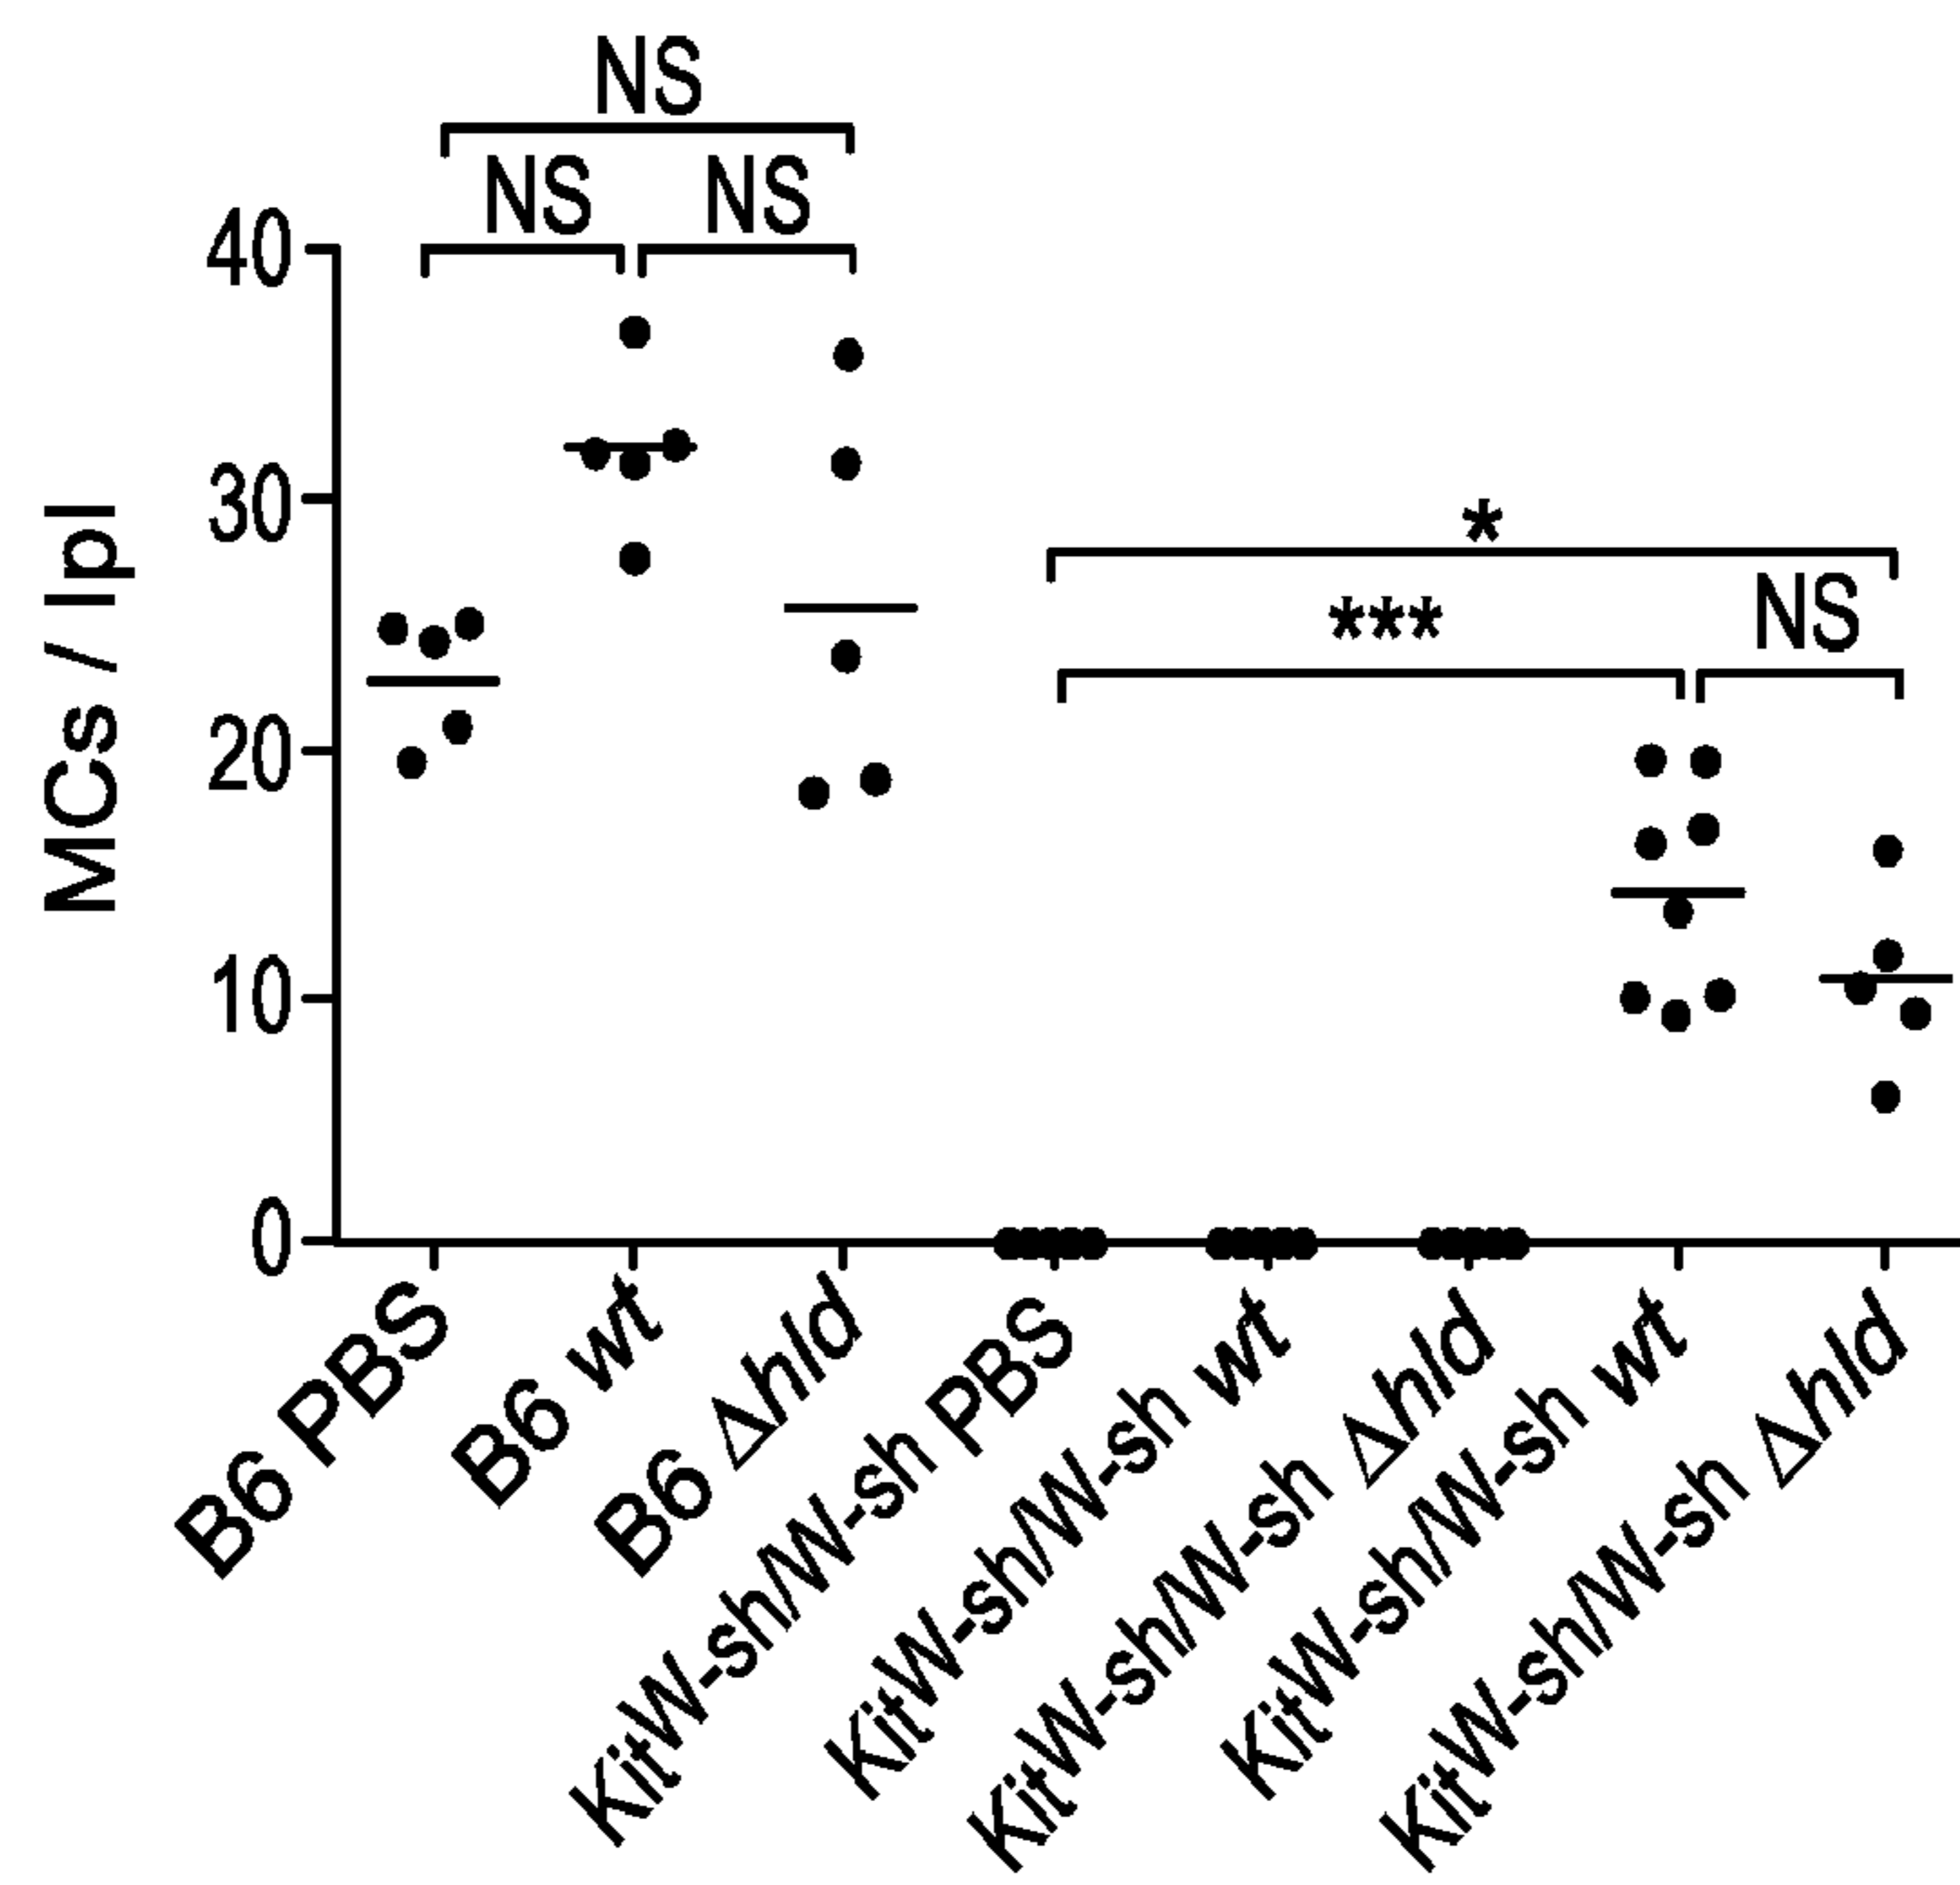 NS
NS NS
40
30
20
10
0
MCs / lpl
*
***
NS
B6 PBS
B6 wt
B6 Δhld
KitW-sh/W-sh PBS
KitW-sh/W-sh wt
KitW-sh/W-sh Δhld
KitW-sh/W-sh wt
KitW-sh/W-sh Δhld